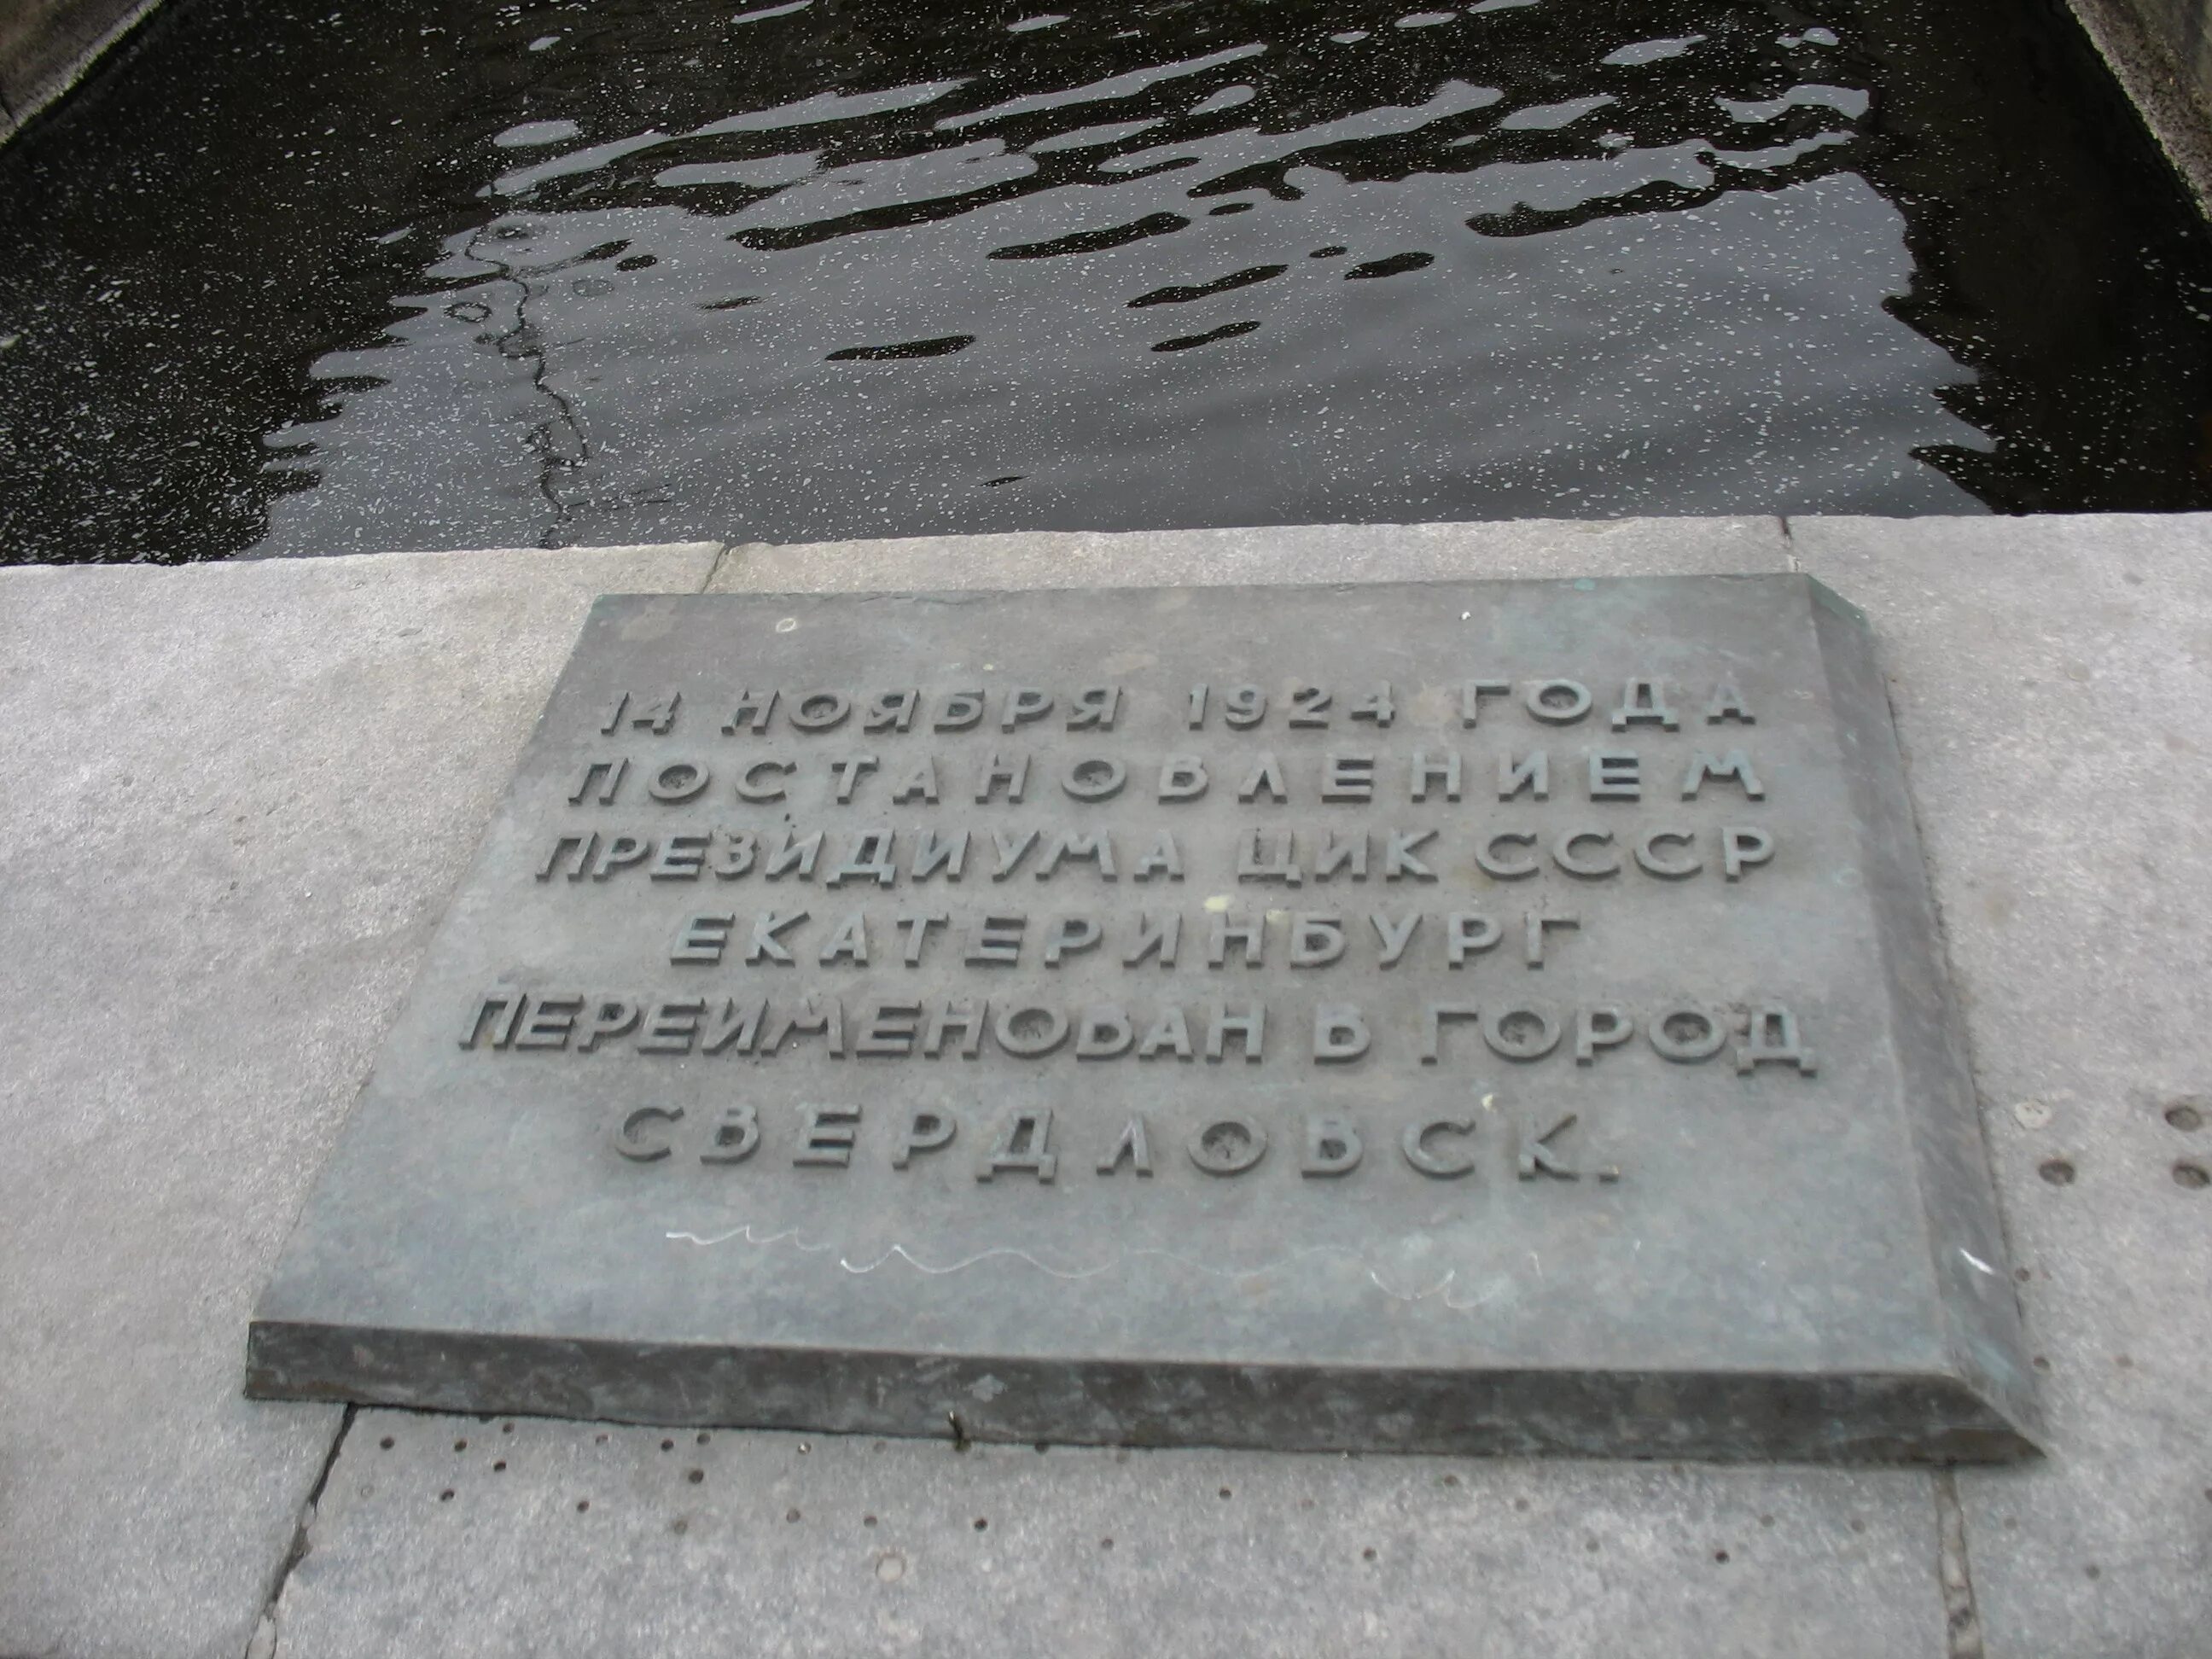 14 НОЯБРЯ 1924 ГОДА
ПОСТАНОВЛЕНИЕМ
ПРЕЗИДИУМА ЦИК СССР
ЕКАТЕРИНБУРГ
ПЕРЕИМЕНОВАН В ГОРОД
СВЕРДЛОВСК.